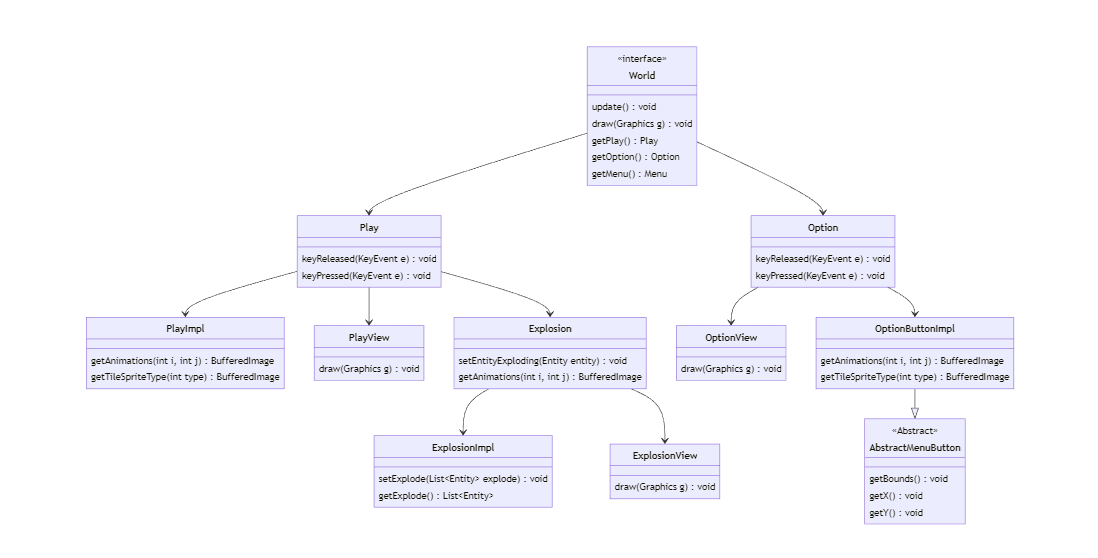 «interface»
World
update() : void
draw(Graphics g) : void
getPlay() : Play
getOption() : Option
getMenu() : Menu
Play
keyReleased(KeyEvent e) : void
keyPressed(KeyEvent e) : void
Option
keyReleased(KeyEvent e) : void
keyPressed(KeyEvent e) : void
PlayImpl
getAnimations(int i, int j) : BufferedImage
getTileSpriteType(int type) : BufferedImage
PlayView
draw(Graphics g) : void
Explosion
setEntityExploding(Entity entity) : void
getAnimations(int i, int j) : BufferedImage
OptionView
draw(Graphics g) : void
OptionButtonImpl
getAnimations(int i, int j) : BufferedImage
getTileSpriteType(int type) : BufferedImage
ExplosionImpl
setExplode(List<Entity> explode) : void
getExplode() : List<Entity>
ExplosionView
draw(Graphics g) : void
«Abstract»
AbstractMenuButton
getBounds() : void
getX() : void
getY() : void